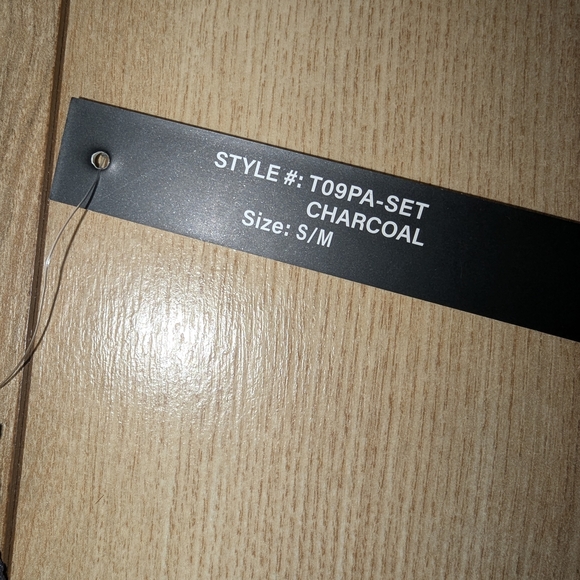 STYLE #: T09PA-SET
CHARCOAL
Size: S/M